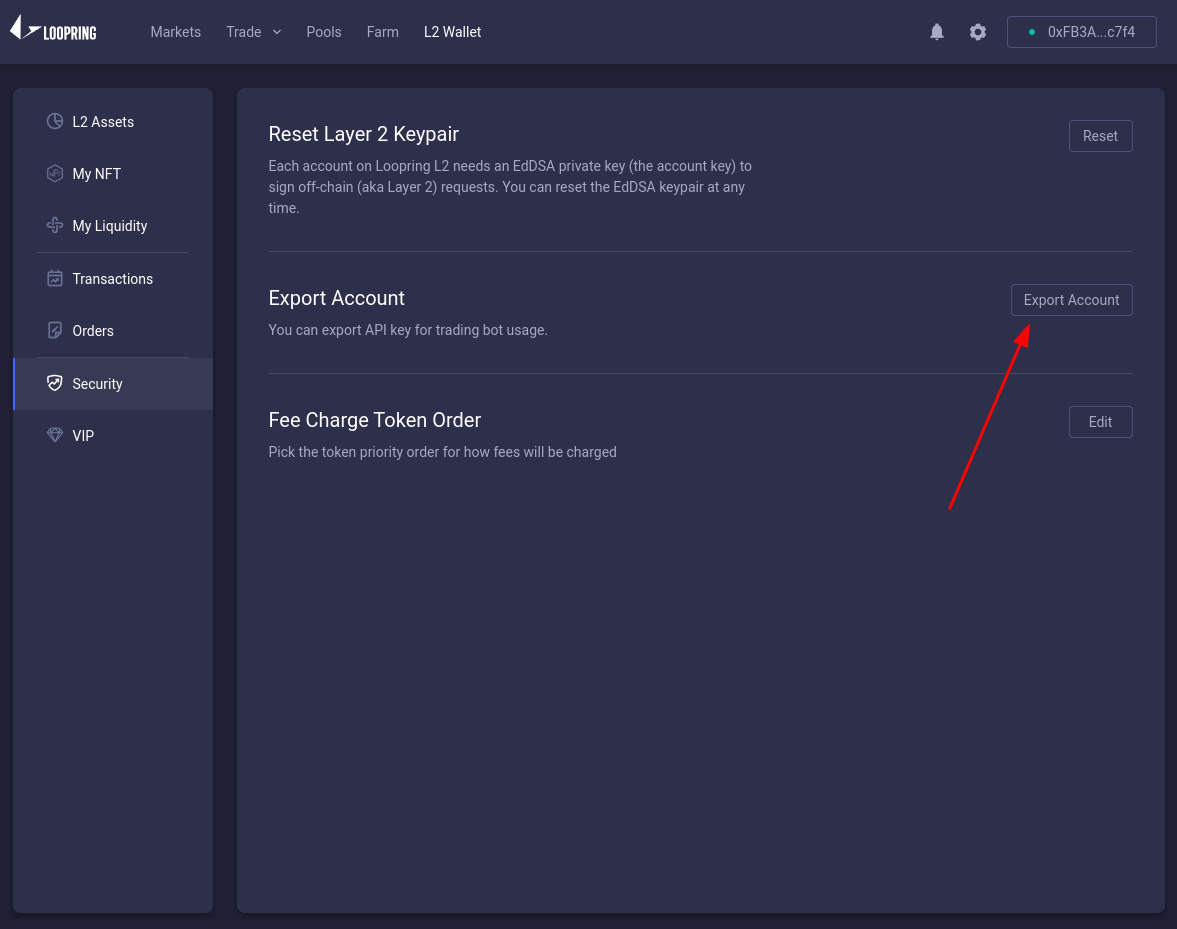 LOOPRING
Markets
Trade
Pools
Farm
L2 Wallet
0xFB3A...c7f4
L2 Assets
My NFT
My Liquidity
Transactions
Orders
Security
VIP
Reset Layer 2 Keypair
Reset
Each account on Loopring L2 needs an EdDSA private key (the account key) to
sign off-chain (aka Layer 2) requests. You can reset the EdDSA keypair at any
time.
Export Account
Export Account
You can export API key for trading bot usage.
Fee Charge Token Order
Edit
Pick the token priority order for how fees will be charged